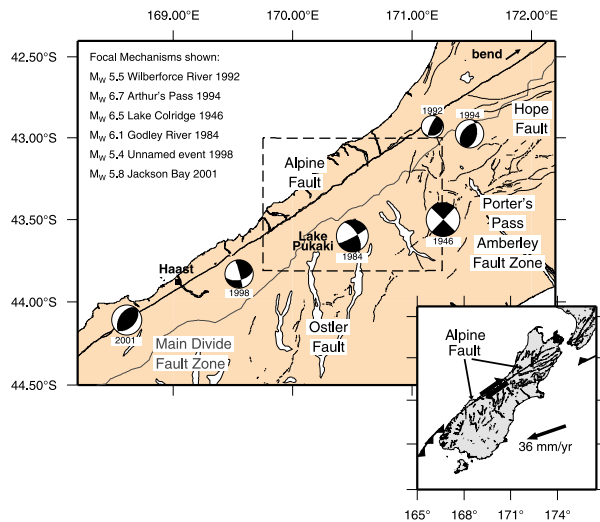 169.00° 170.00° 171.00° 172.00°
42.50°S
43.00°S
43.50°S
44.00°S
44.50°S
Focal Mechanisms shown:
MW 5.5 Wilberforce River 1992
MW 6.7 Arthur's Pass 1994
MW 6.5 Lake Colridge 1946
MW 6.1 Godley River 1984
MW 5.4 Unnamed event 1998
MW 5.8 Jackson Bay 2001
bend
1992
1994
Hope
Fault
Alpine
Fault
Porter's
Pass
Amberley
Fault Zone
1946
Lake
Pukaki
1984
Haast
1998
2001
Main Divide
Fault Zone
Ostler
Fault
Alpine
Fault
36 mm/yr
165° 168° 171° 174°